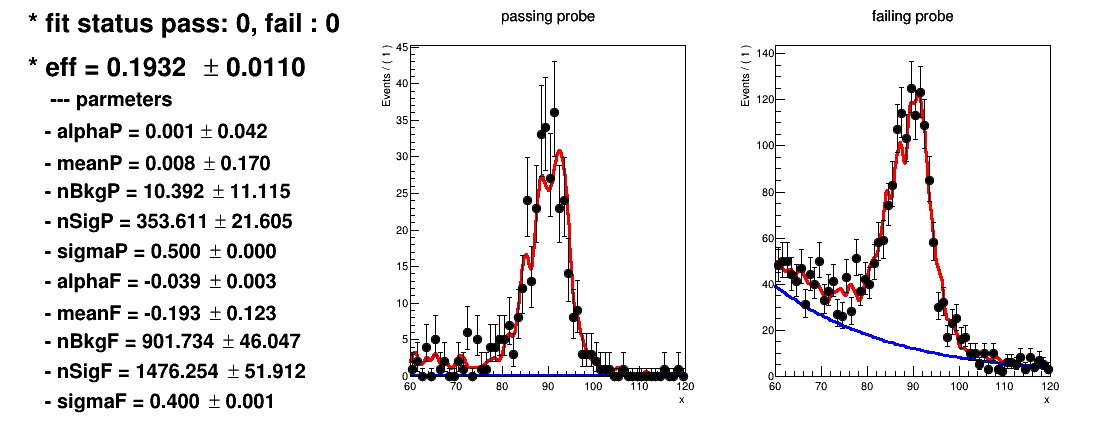 * fit status pass: 0, fail : 0
* eff = 0.1932 ± 0.0110
--- parmeters
- alphaP = 0.001 ± 0.042
- meanP = 0.008 ± 0.170
- nBkgP = 10.392 ± 11.115
- nSigP = 353.611 ± 21.605
- sigmaP = 0.500 ± 0.000
- alphaF = -0.039 ± 0.003
- meanF = -0.193 ± 0.123
- nBkgF = 901.734 ± 46.047
- nSigF = 1476.254 ± 51.912
- sigmaF = 0.400 ± 0.001
passing probe
Events / ( 1 )
45
40
35
30
25
20
15
10
5
0
60 70 80 90 100 110 120
x
failing probe
Events / ( 1 )
140
120
100
80
60
40
20
0
60 70 80 90 100 110 120
x